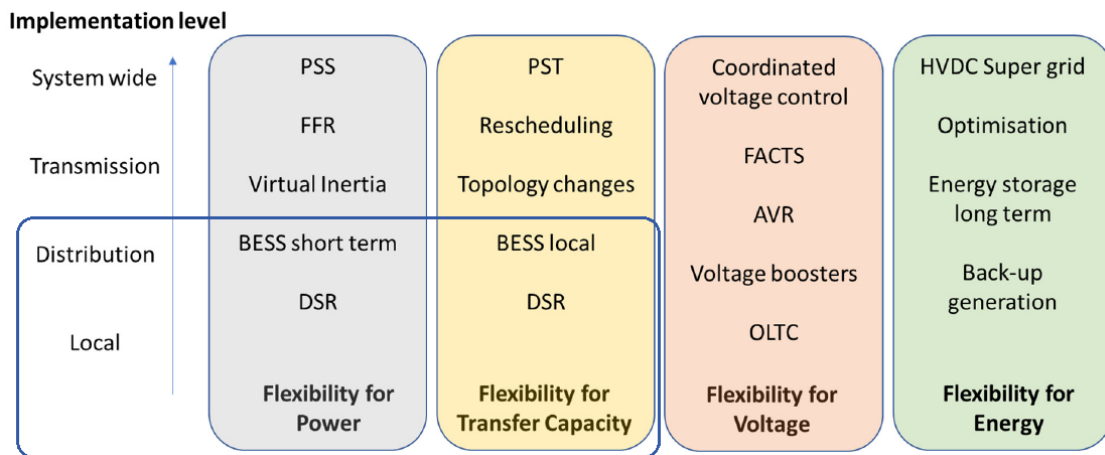 Implementation level
System wide
Transmission
Distribution
Local
PSS
FFR
Virtual Inertia
BESS short term
DSR
Flexibility for
Power
PST
Rescheduling
Topology changes
BESS local
DSR
Flexibility for
Transfer Capacity
Coordinated
voltage control
FACTS
AVR
Voltage boosters
OLTC
Flexibility for
Voltage
HVDC Super grid
Optimisation
Energy storage
long term
Back-up
generation
Flexibility for
Energy